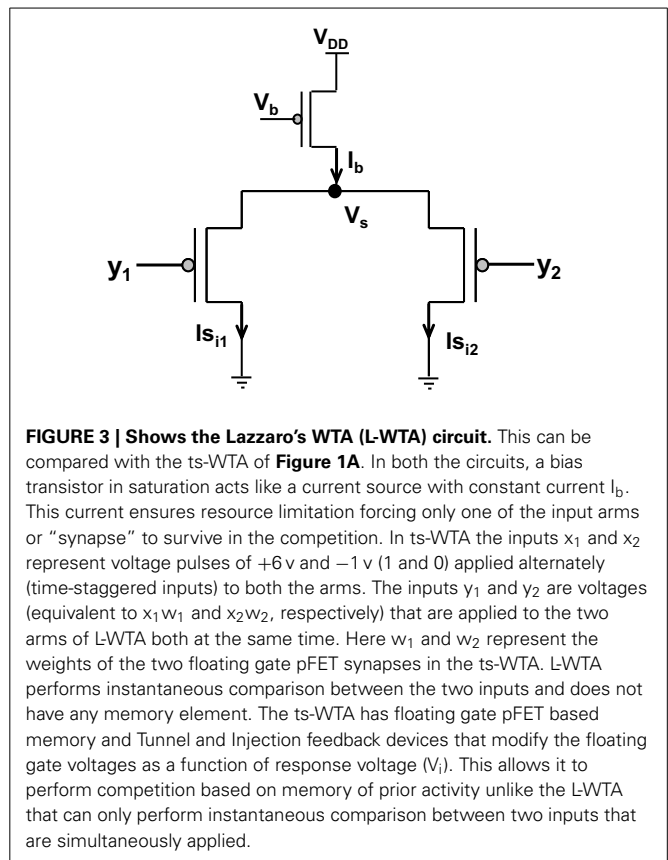 V_DD
V_b
I_b
V_s
y_1
y_2
Is_i1
Is_i2
FIGURE 3 | Shows the Lazzaro's WTA (L-WTA) circuit. This can be
compared with the ts-WTA of Figure 1A. In both the circuits, a bias
transistor in saturation acts like a current source with constant current I_b.
This current ensures resource limitation forcing only one of the input arms
or "synapse" to survive in the competition. In ts-WTA the inputs x_1 and x_2
represent voltage pulses of +6 v and −1 v (1 and 0) applied alternately
(time-staggered inputs) to both the arms. The inputs y_1 and y_2 are voltages
(equivalent to x_1w_1 and x_2w_2, respectively) that are applied to the two
arms of L-WTA both at the same time. Here w_1 and w_2 represent the
weights of the two floating gate pFET synapses in the ts-WTA. L-WTA
performs instantaneous comparison between the two inputs and does not
have any memory element. The ts-WTA has floating gate pFET based
memory and Tunnel and Injection feedback devices that modify the floating
gate voltages as a function of response voltage (V_i). This allows it to
perform competition based on memory of prior activity unlike the L-WTA
that can only perform instantaneous comparison between two inputs that
are simultaneously applied.